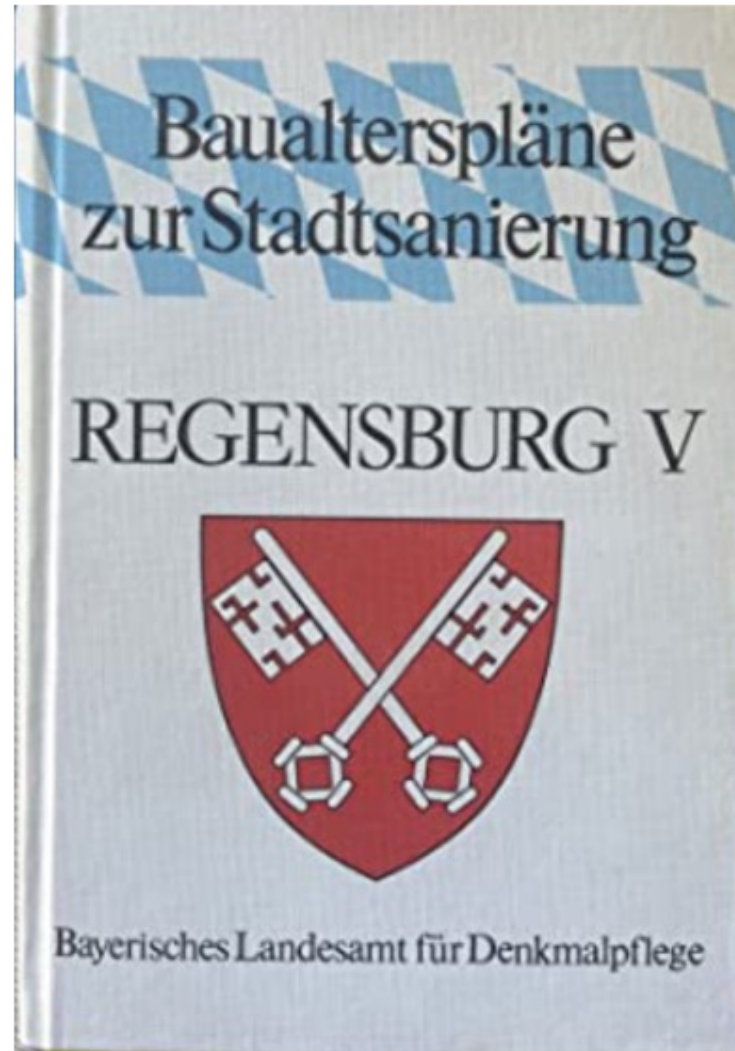 Baualterspläne
zur Stadtsanierung
REGENSBURG V
Bayerisches Landesamt für Denkmalpflege